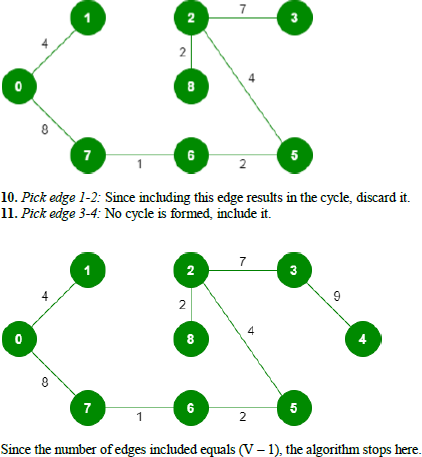 7
1 2 3
4
2
4
0 8
8
7 6 5
1 2
10. Pick edge 1-2: Since including this edge results in the cycle, discard it.
11. Pick edge 3-4: No cycle is formed, include it.
7
1 2 3
4 9
2
4
0 8 4
8
7 6 5
1 2
Since the number of edges included equals (V – 1), the algorithm stops here.